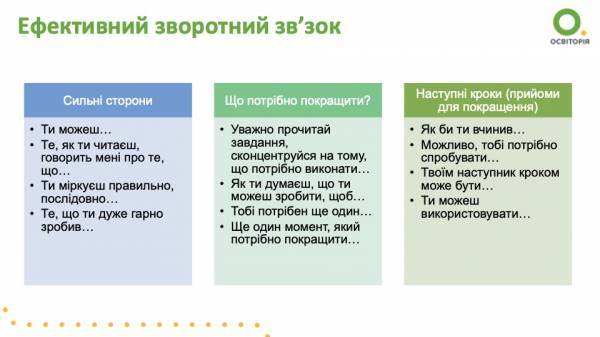 Ефективний зворотний зв’зок
ОСВІТОРІЯ
Сильні сторони
• Ти можеш…
• Те, як ти читаєш,
говорить мені про те,
що…
• Ти міркуєш правильно,
послідовно…
• Те, що ти дуже гарно
зробив…
Що потрібно покращити?
• Уважно прочитай
завдання,
сконцентруйся на тому,
що потрібно виконати…
• Як ти думаєш, що ти
можеш зробити, щоб…
• Тобі потрібен ще один…
• Ще один момент, який
потрібно покращити…
Наступні кроки (прийоми
для покращення)
• Як би ти вчинив…
• Можливо, тобі потрібно
спробувати…
• Твоїм наступник кроком
може бути…
• Ти можеш
використовувати…